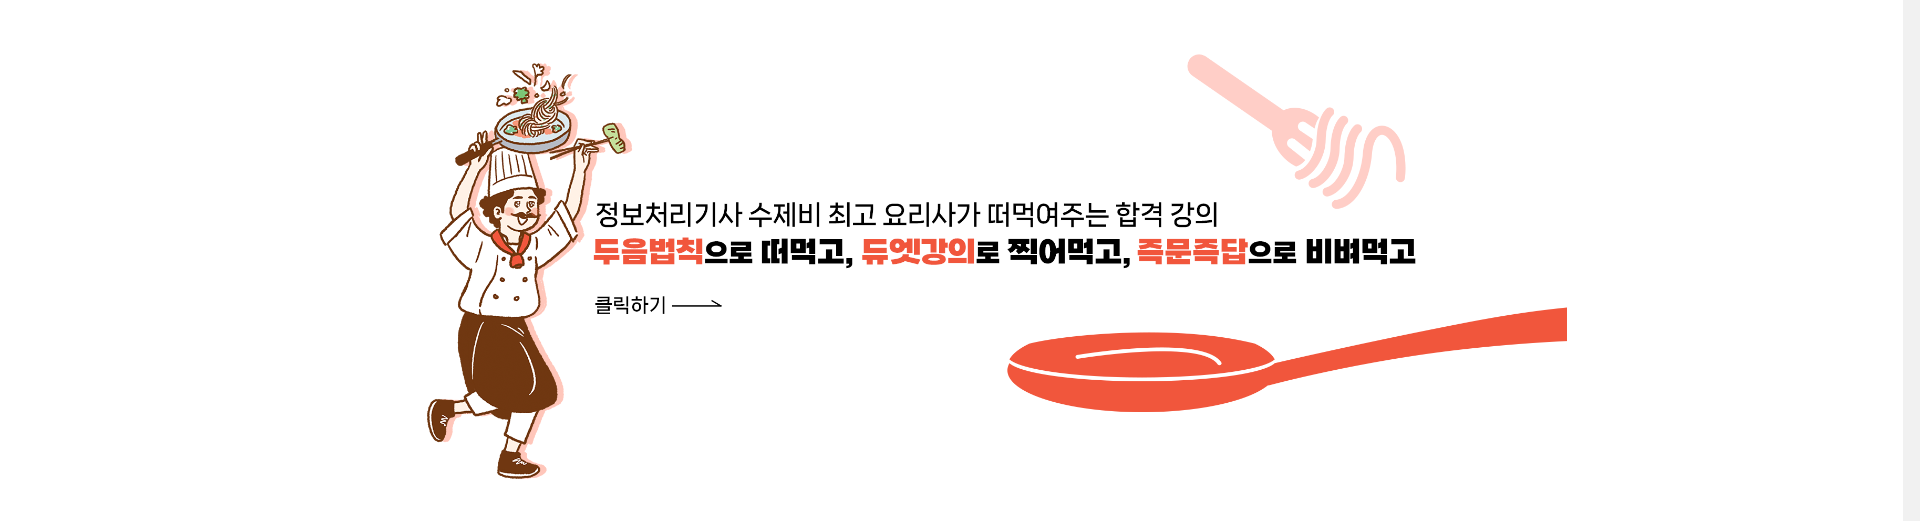 정보처리기사 수제비 최고 요리사가 떠먹여주는 합격 강의
두음법칙으로 떠먹고, 듀엣강의로 찍어먹고, 즉문즉답으로 비벼먹고
클릭하기